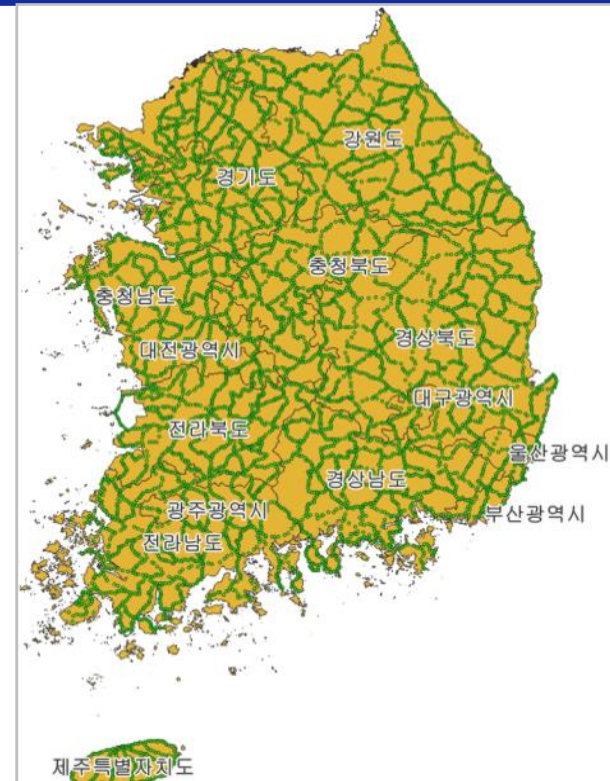 강원도
경기도
충청북도
충청남도
경상북도
대전광역시
대구광역시
전라북도
울산광역시
경상남도
광주광역시
부산광역시
전라남도
제주특별자치도